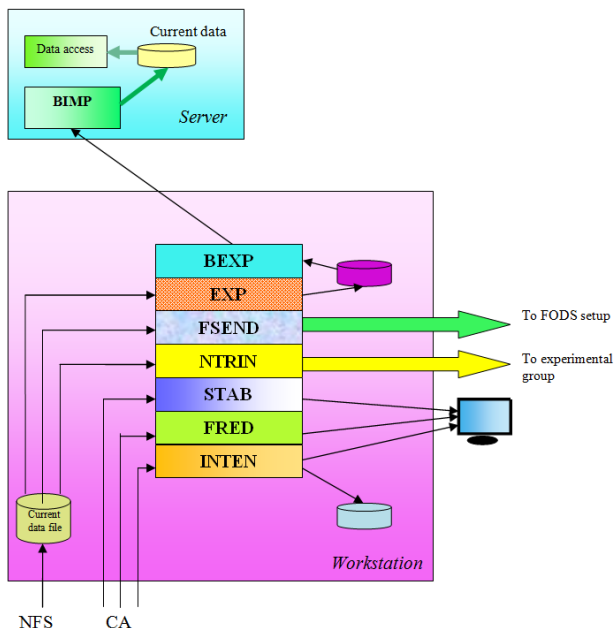 Current data
Data access
BIMP
Server
BEXP
EXP
FSEND
To FODS setup
NTRIN
To experimental
group
STAB
FRED
INTEN
Current
data file
Workstation
NFS
CA